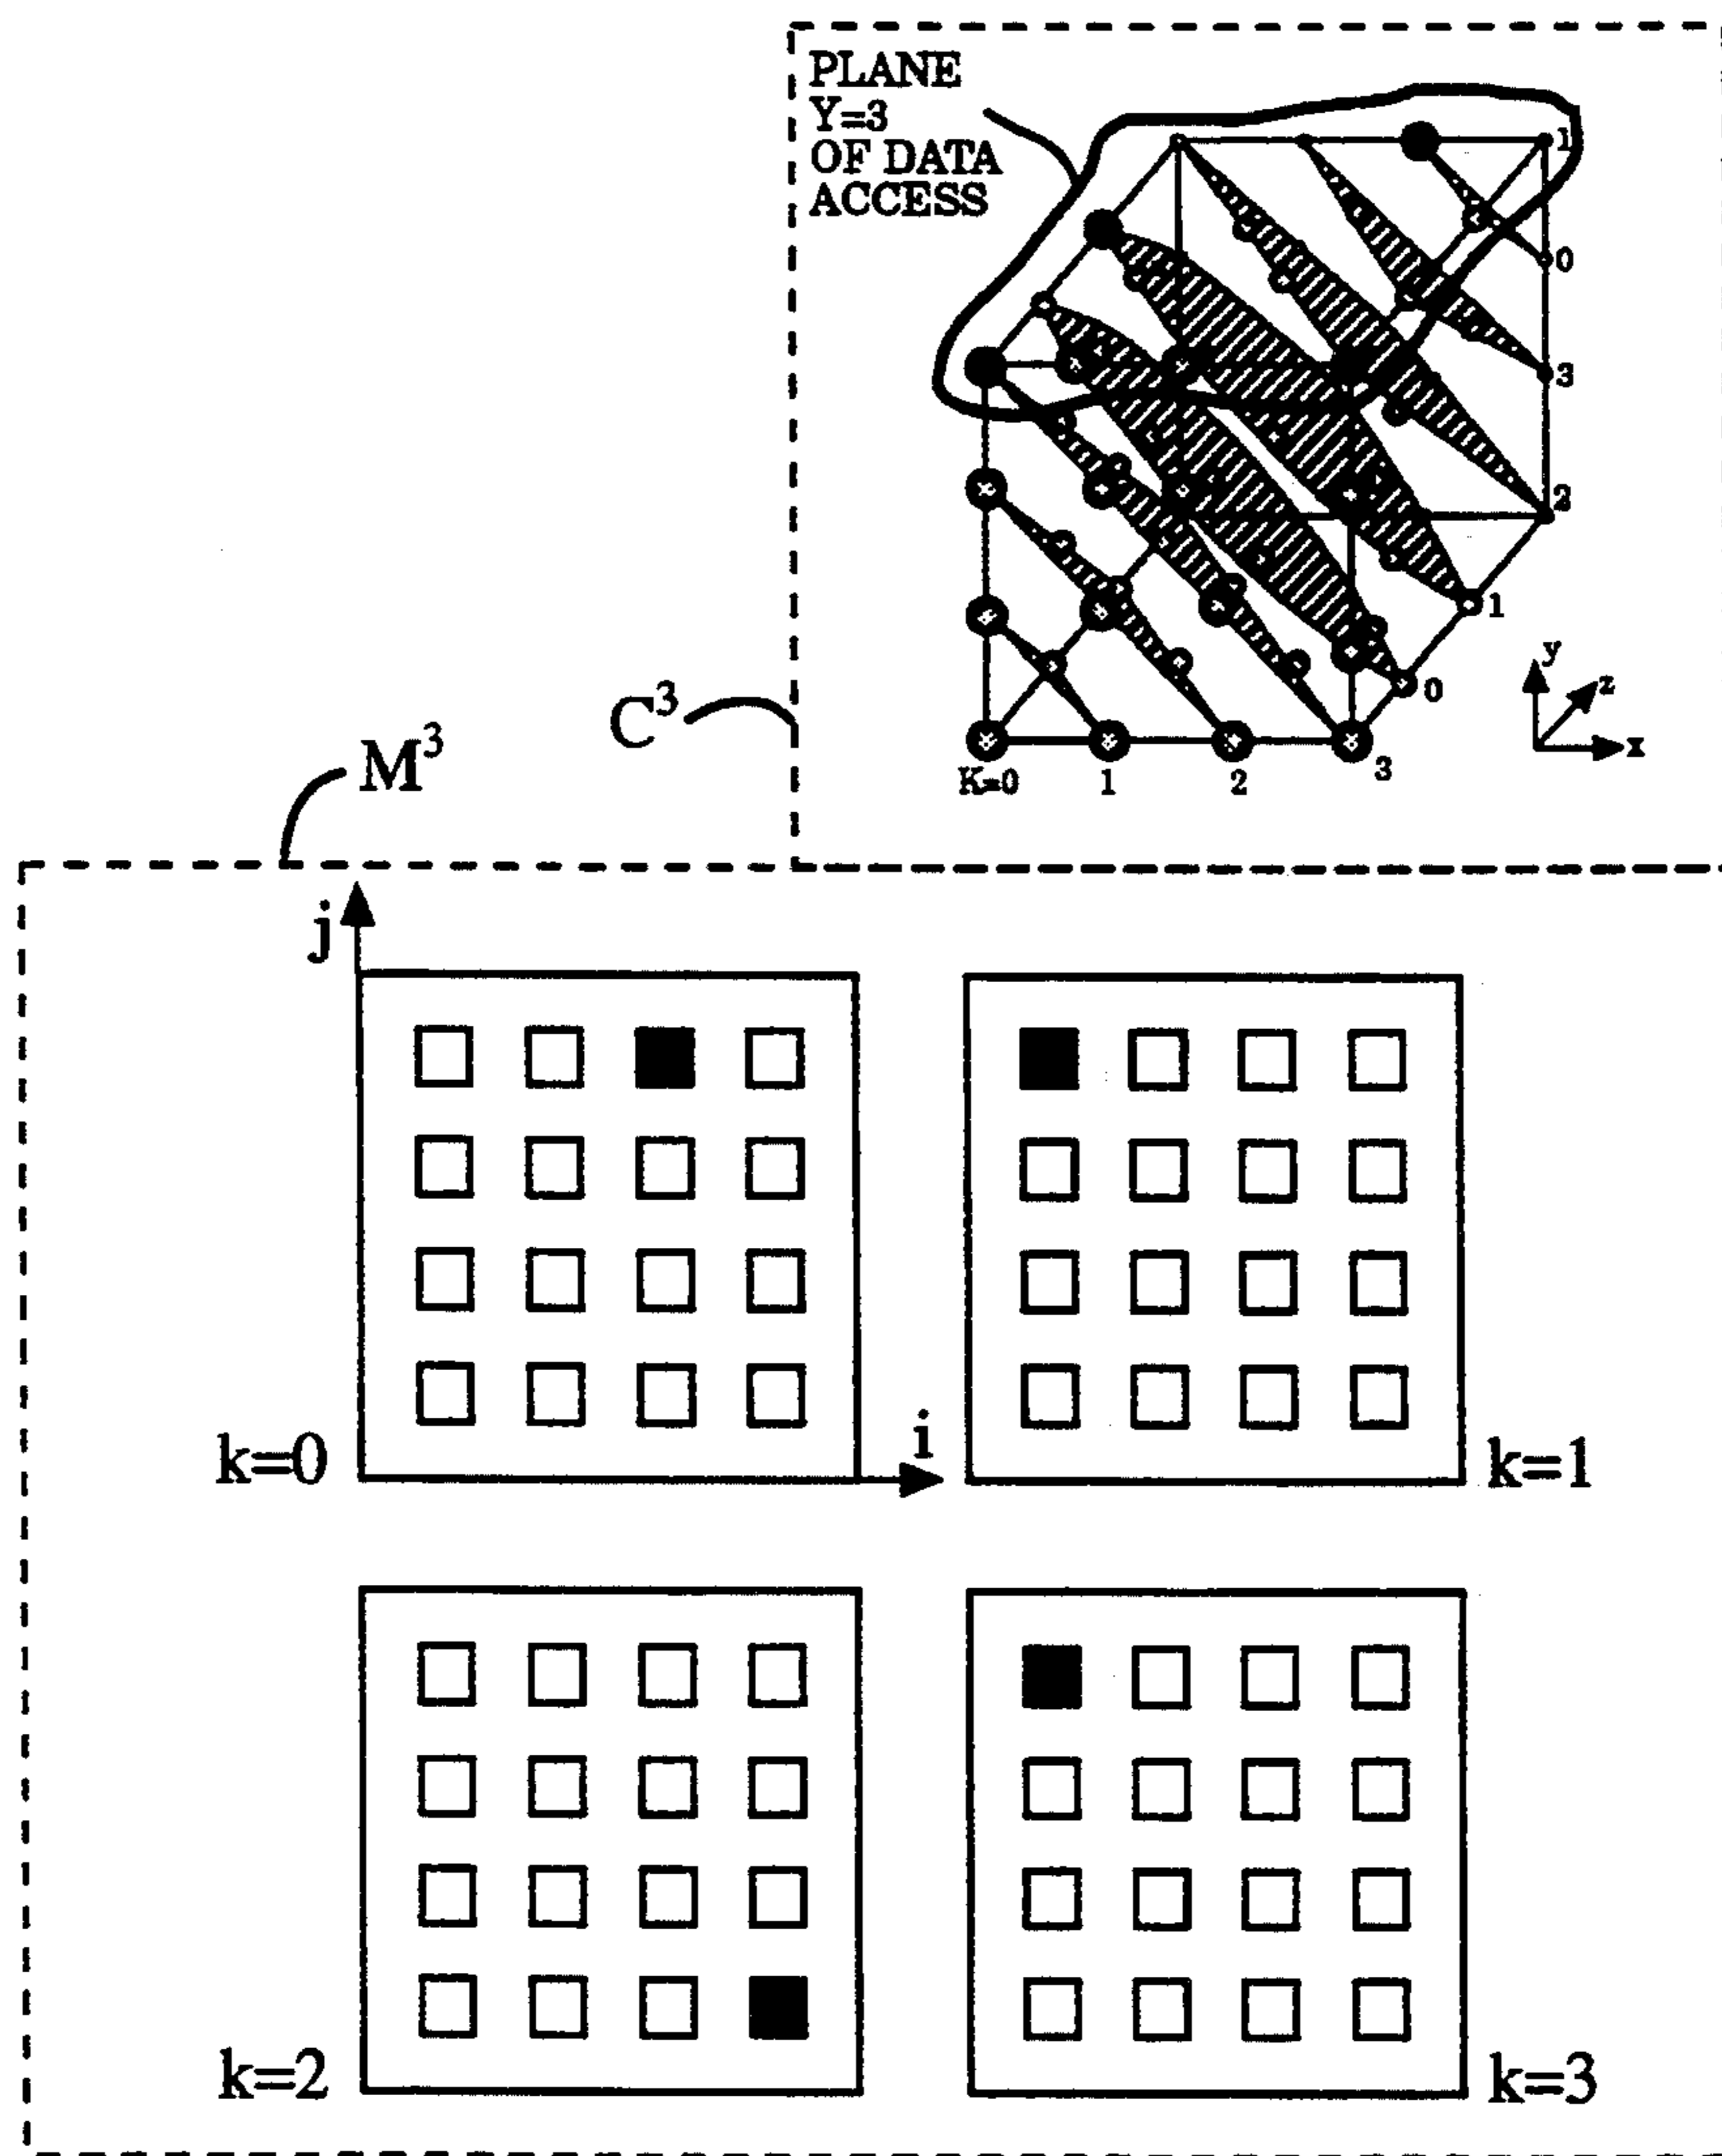 PLANE
Y=3
OF DATA
ACCESS
1
0
3
2
1
0
y
z
x
K=0
1
2
3
C³
M³
j
i
k=0
k=1
k=2
k=3